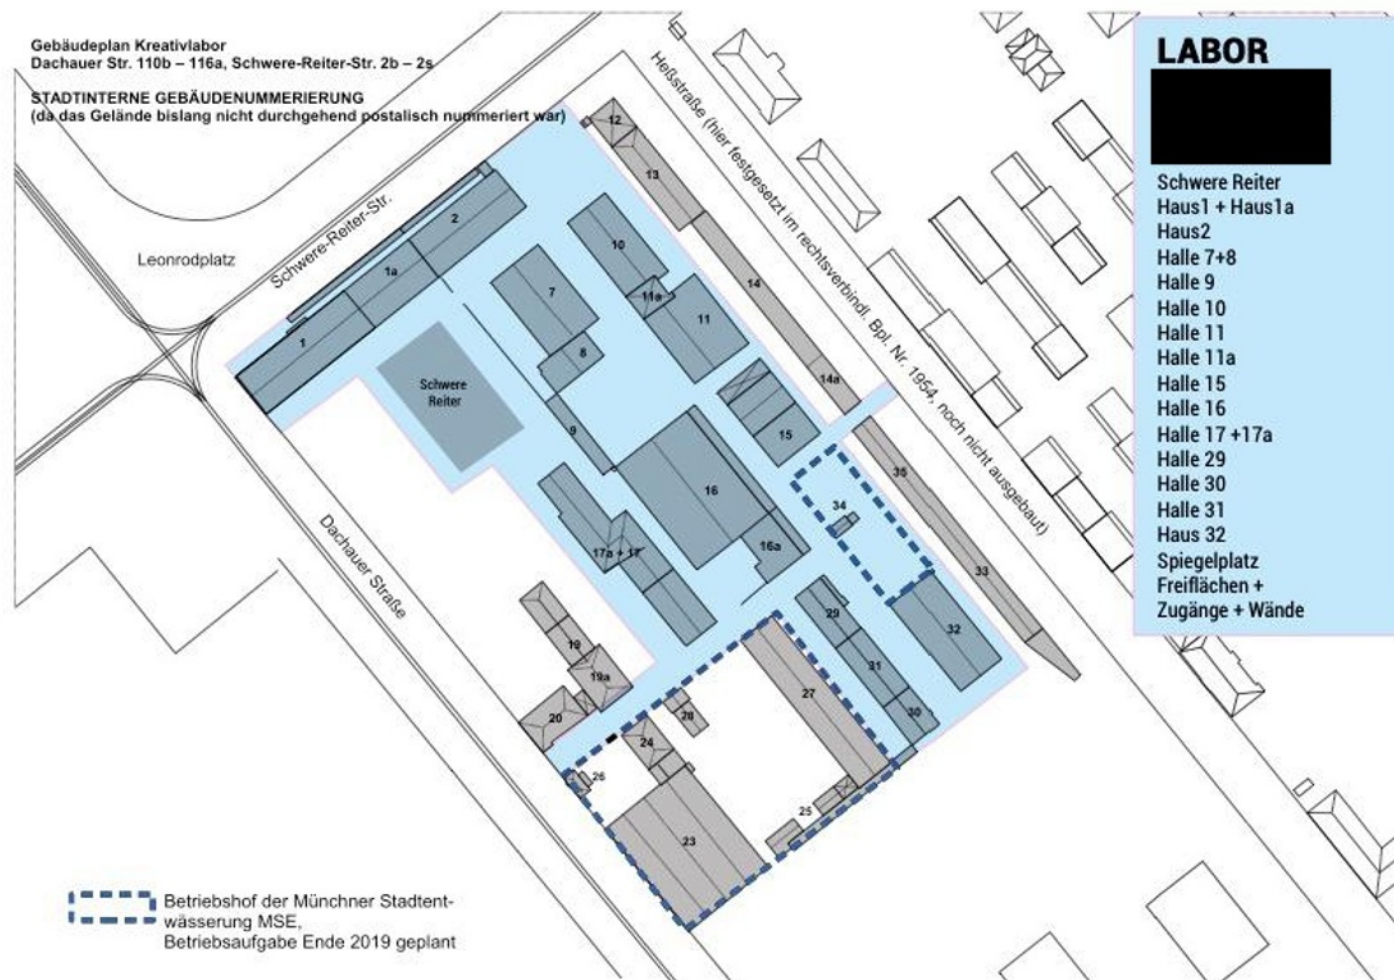 Gebäudeplan Kreativlabor
Dachauer Str. 110b – 116a, Schwere-Reiter-Str. 2b – 2s
STADTINTERNE GEBÄUDENUMMERIERUNG
(da das Gelände bislang nicht durchgehend postalisch nummeriert war)
LABOR
Schwere Reiter
Haus1 + Haus1a
Haus2
Halle 7+8
Halle 9
Halle 10
Halle 11
Halle 11a
Halle 15
Halle 16
Halle 17 +17a
Halle 29
Halle 30
Halle 31
Haus 32
Spiegelplatz
Freiflächen +
Zugänge + Wände
Heßstraße (hier festgesetzt im rechtsverbindl. Bpl. Nr. 1954, noch nicht ausgebaut)
Schwere-Reiter-Str.
Leonrodplatz
Dachauer Straße
12
13
2
10
1a
14
7
11a
11
1
8
14a
Schwere
Reiter
9
15
35
16
34
16a
17a + 17
33
29
32
19
31
19a
27
30
20
28
24
26
25
23
Betriebshof der Münchner Stadtent-
wässerung MSE,
Betriebsaufgabe Ende 2019 geplant